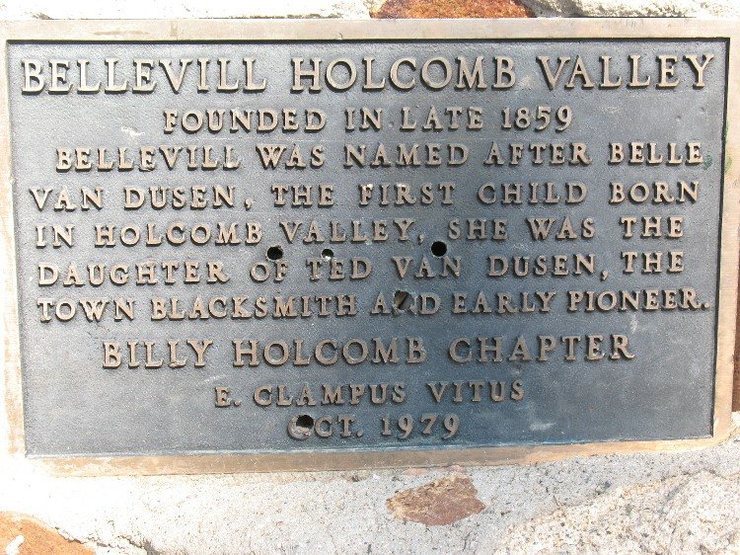 BELLEVILL HOLCOMB VALLEY
FOUNDED IN LATE 1859
BELLEVILL WAS NAMED AFTER BELLE
VAN DUSEN, THE FIRST CHILD BORN
IN HOLCOMB VALLEY, SHE WAS THE
DAUGHTER OF TED VAN DUSEN, THE
TOWN BLACKSMITH AND EARLY PIONEER.
BILLY HOLCOMB CHAPTER
E. CLAMPUS VITUS
OCT. 1979